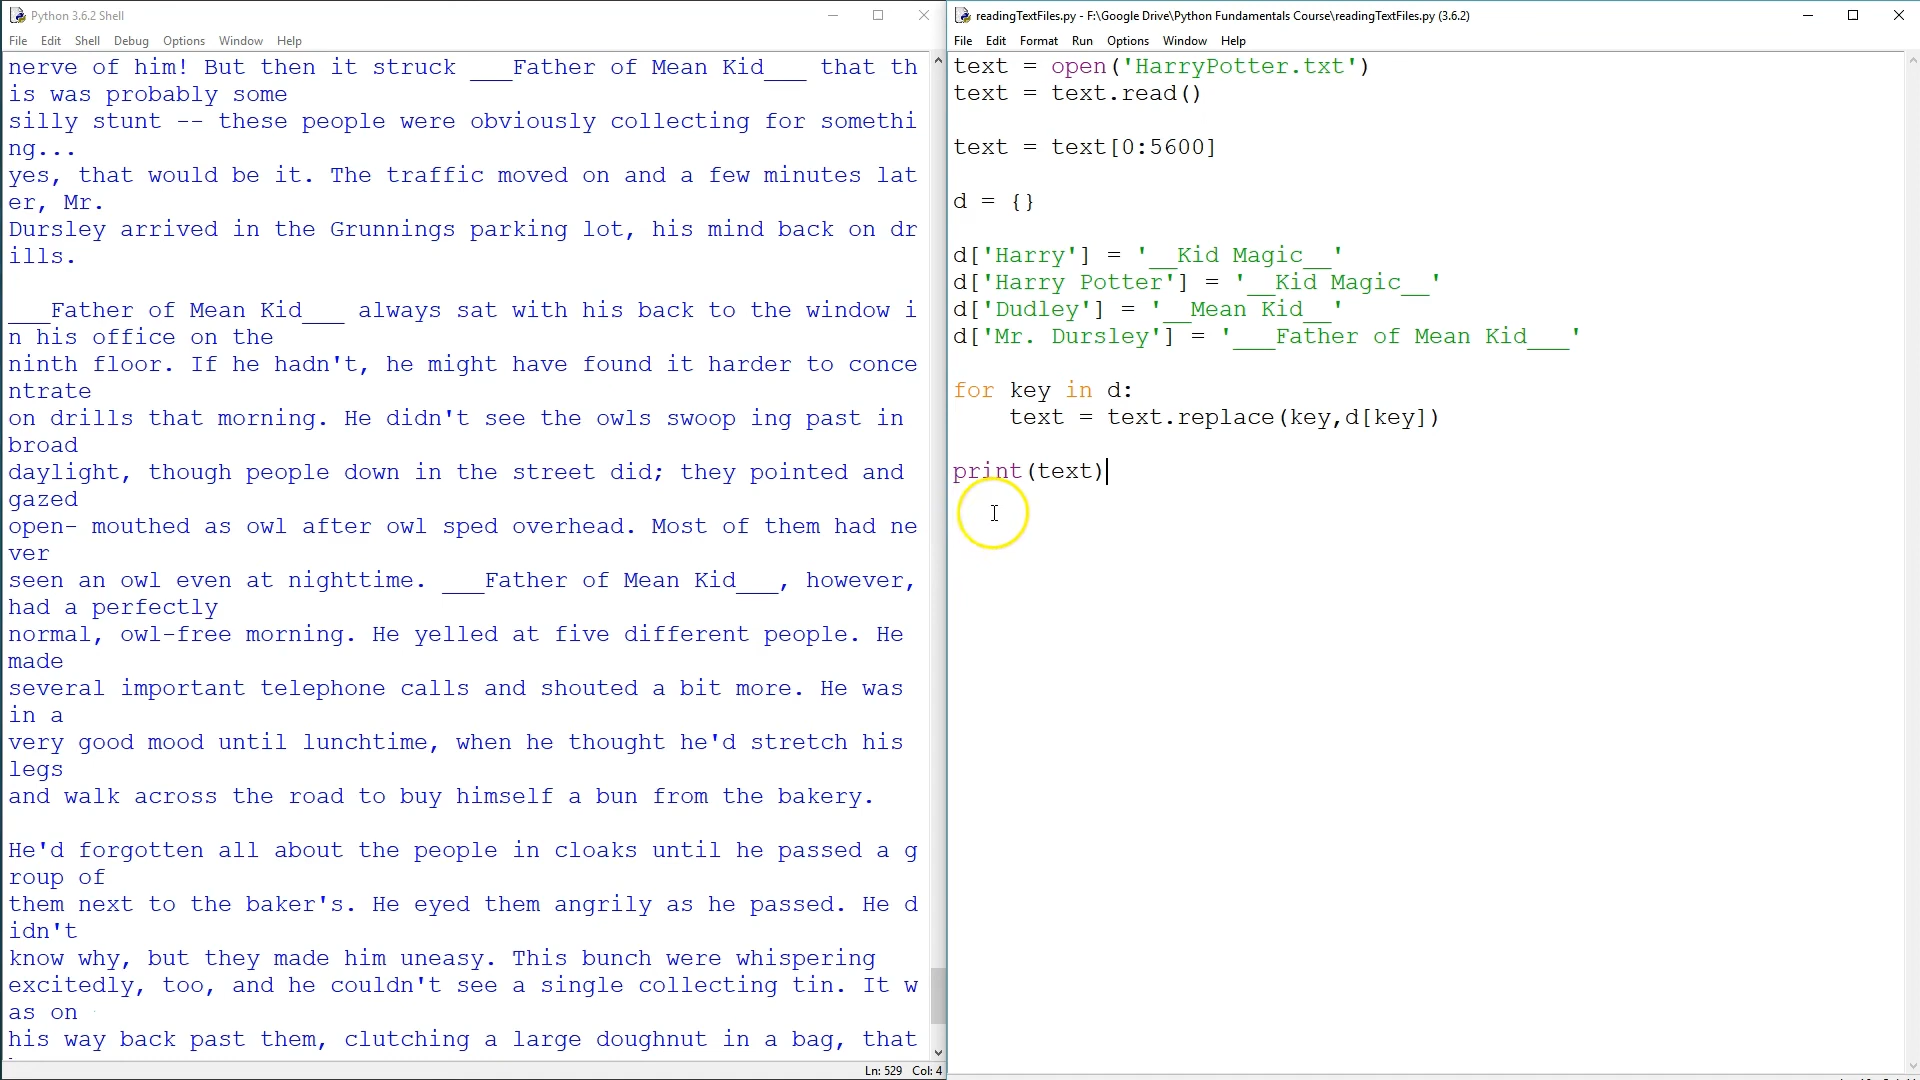 Python 3.6.2 Shell
File Edit Shell Debug Options Window Help
nerve of him! But then it struck ___Father of Mean Kid___ that th
is was probably some
silly stunt -- these people were obviously collecting for somethi
ng...
yes, that would be it. The traffic moved on and a few minutes lat
er, Mr.
Dursley arrived in the Grunnings parking lot, his mind back on dr
ills.
___Father of Mean Kid___ always sat with his back to the window i
n his office on the
ninth floor. If he hadn't, he might have found it harder to conce
ntrate
on drills that morning. He didn't see the owls swoop ing past in
broad
daylight, though people down in the street did; they pointed and
gazed
open- mouthed as owl after owl sped overhead. Most of them had ne
ver
seen an owl even at nighttime. ___Father of Mean Kid___, however,
had a perfectly
normal, owl-free morning. He yelled at five different people. He
made
several important telephone calls and shouted a bit more. He was
in a
very good mood until lunchtime, when he thought he'd stretch his
legs
and walk across the road to buy himself a bun from the bakery.
He'd forgotten all about the people in cloaks until he passed a g
roup of
them next to the baker's. He eyed them angrily as he passed. He d
idn't
know why, but they made him uneasy. This bunch were whispering
excitedly, too, and he couldn't see a single collecting tin. It w
as on
his way back past them, clutching a large doughnut in a bag, that
Ln: 529 Col: 4
readingTextFiles.py - F:\Google Drive\Python Fundamentals Course\readingTextFiles.py (3.6.2)
File Edit Format Run Options Window Help
text = open('HarryPotter.txt')
text = text.read()
text = text[0:5600]
d = {}
d['Harry'] = '__Kid Magic__'
d['Harry Potter'] = '__Kid Magic__'
d['Dudley'] = '__Mean Kid__'
d['Mr. Dursley'] = '___Father of Mean Kid___'
for key in d:
    text = text.replace(key,d[key])
print(text)